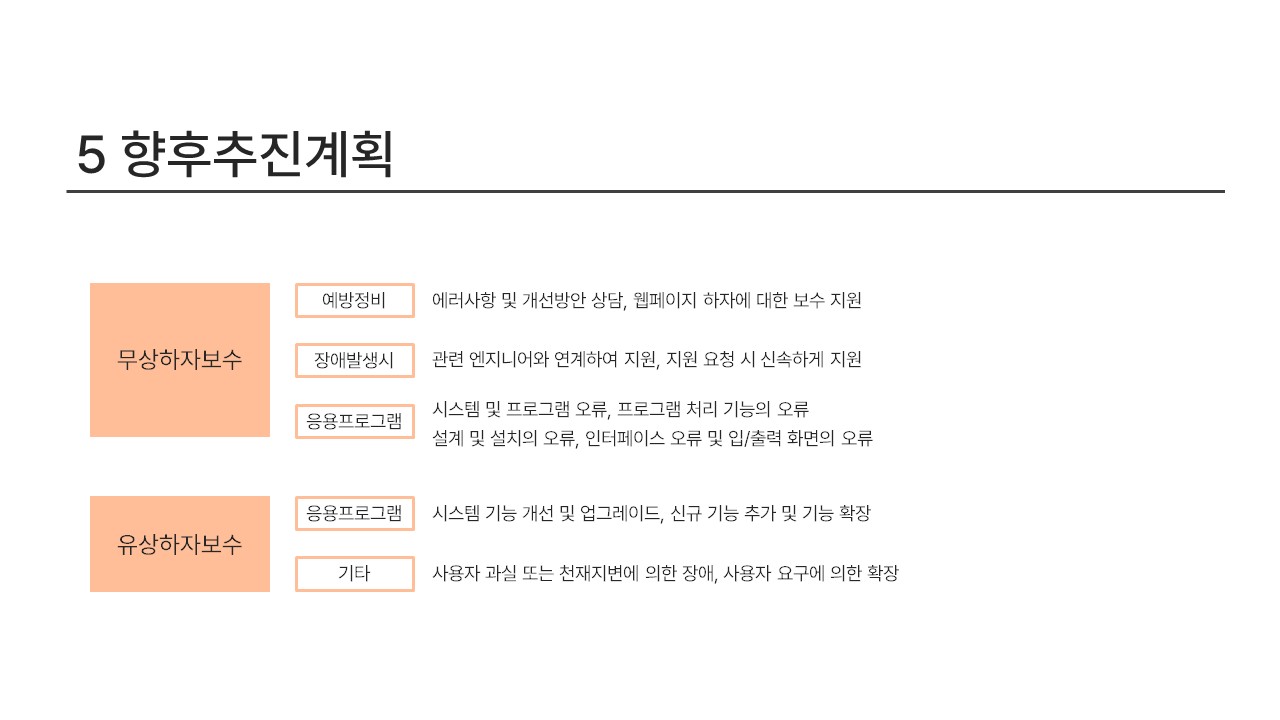 5 향후추진계획
무상하자보수
예방정비
에러사항 및 개선방안 상담, 웹페이지 하자에 대한 보수 지원
장애발생시
관련 엔지니어와 연계하여 지원, 지원 요청 시 신속하게 지원
응용프로그램
시스템 및 프로그램 오류, 프로그램 처리 기능의 오류
설계 및 설치의 오류, 인터페이스 오류 및 입/출력 화면의 오류
유상하자보수
응용프로그램
시스템 기능 개선 및 업그레이드, 신규 기능 추가 및 기능 확장
기타
사용자 과실 또는 천재지변에 의한 장애, 사용자 요구에 의한 확장